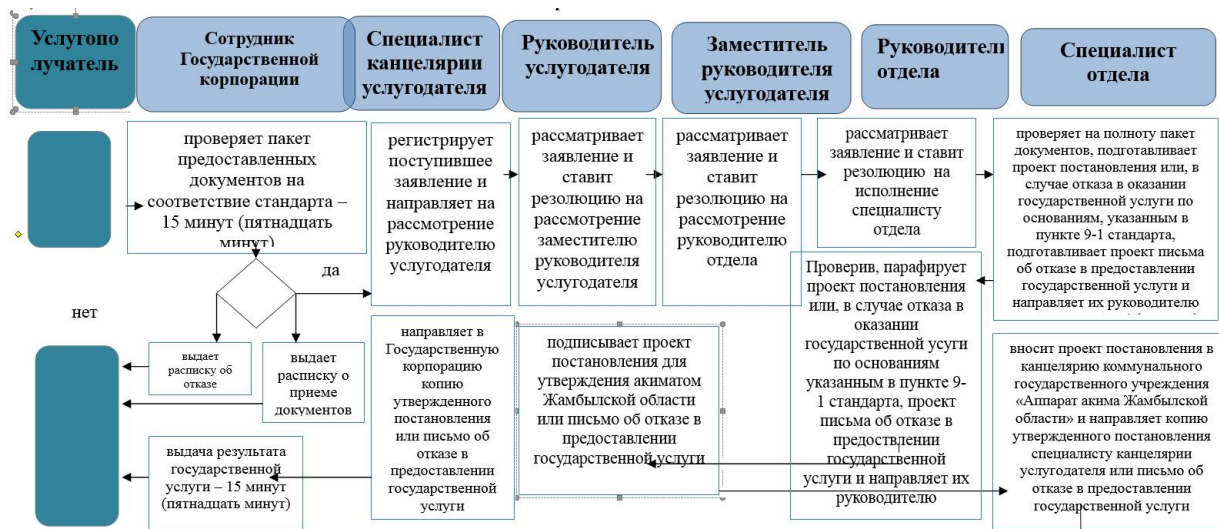 Услугопо
лучатель
Сотрудник
Государственной
корпорации
Специалист
канцелярии
услугодателя
Руководитель
услугодателя
Заместитель
руководителя
услугодателя
Руководитель
отдела
Специалист
отдела
проверяет пакет
предоставленных
документов на
соответствие стандарта –
15 минут (пятнадцать
минут)
регистрирует
поступившее
заявление и
направляет на
рассмотрение
руководителю
услугодателя
рассматривает
заявление и
ставит
резолюцию на
рассмотрение
заместителю
руководителя
услугодателя
рассматривает
заявление и
ставит
резолюцию на
рассмотрение
руководителю
отдела
рассматривает
заявление и ставит
резолюцию на
исполнение
специалисту
отдела
проверяет на полноту пакет
документов, подготавливает
проект постановления или, в
случае отказа в оказании
государственной услуги по
основаниям, указанным в
пункте 9-1 стандарта,
подготавливает проект письма
об отказе в предоставлении
государственной услуги и
направляет их руководителю
да
нет
выдает
расписку об
отказе
выдает
расписку о
приеме
документов
выдача результата
государственной
услуги – 15 минут
(пятнадцать минут)
направляет в
Государственную
корпорацию
копию
утвержденного
постановления
или письмо об
отказе в
предоставлении
государственной
услуги
подписывает проект
постановления для
утверждения акиматом
Жамбылской области
или письмо об отказе в
предоставлении
государственной услуги
Проверив, парафирует
проект постановления
или, в случае отказа в
оказании
государственной усуги
по основаниям
указанным в пункте 9-
1 стандарта, проект
письма об отказе в
предоствлении
государственной
услуги и направляет их
руководителю
вносит проект постановления в
канцелярию коммунального
государственного учреждения
«Аппарат акима Жамбылской
области» и направляет копию
утвержденного постановления
специалисту канцелярии
услугодателя или письмо об
отказе в предоставлении
государственной услуги